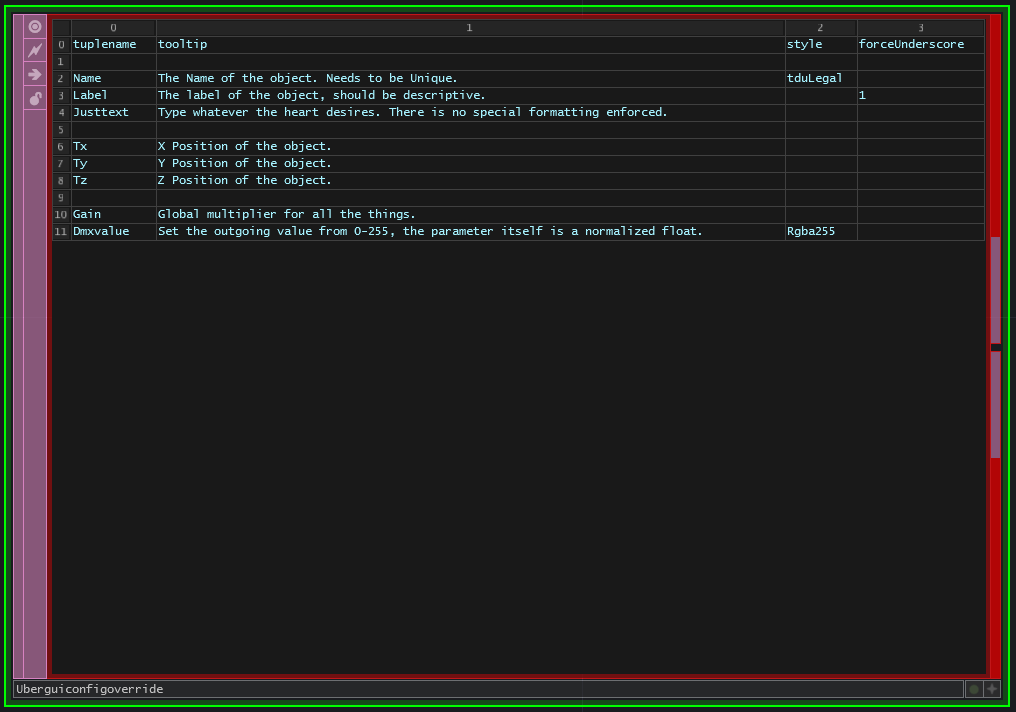 0 1 2 3
0 tuplename tooltip style forceUnderscore
1
2 Name The Name of the object. Needs to be Unique. tduLegal
3 Label The label of the object, should be descriptive. 1
4 Justtext Type whatever the heart desires. There is no special formatting enforced.
5
6 Tx X Position of the object.
7 Ty Y Position of the object.
8 Tz Z Position of the object.
9
10 Gain Global multiplier for all the things.
11 Dmxvalue Set the outgoing value from 0-255, the parameter itself is a normalized float. Rgba255
Uberguiconfigoverride